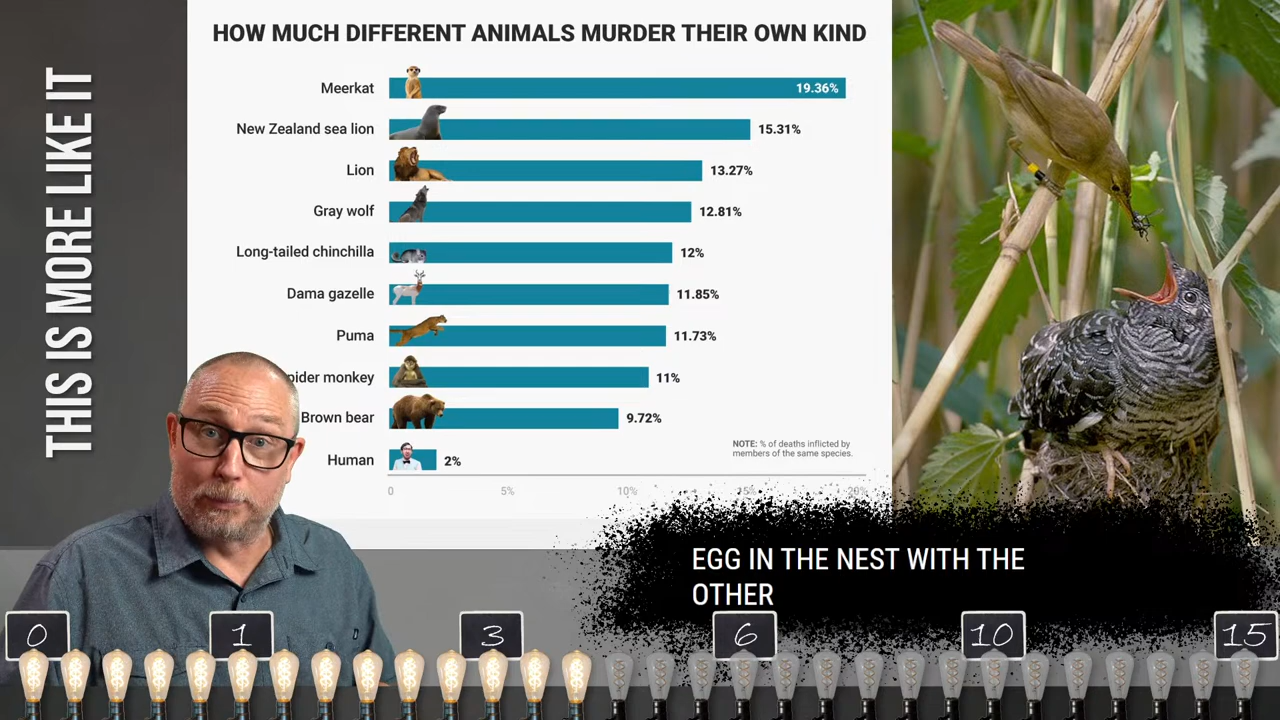 THIS IS MORE LIKE IT
HOW MUCH DIFFERENT ANIMALS MURDER THEIR OWN KIND
Meerkat 19.36%
New Zealand sea lion 15.31%
Lion 13.27%
Gray wolf 12.81%
Long-tailed chinchilla 12%
Dama gazelle 11.85%
Puma 11.73%
pider monkey 11%
Brown bear 9.72%
Human 2%
NOTE: % of deaths inflicted by
members of the same species.
0 5% 10% 15% 20%
EGG IN THE NEST WITH THE
OTHER
0 1 3 6 10 15